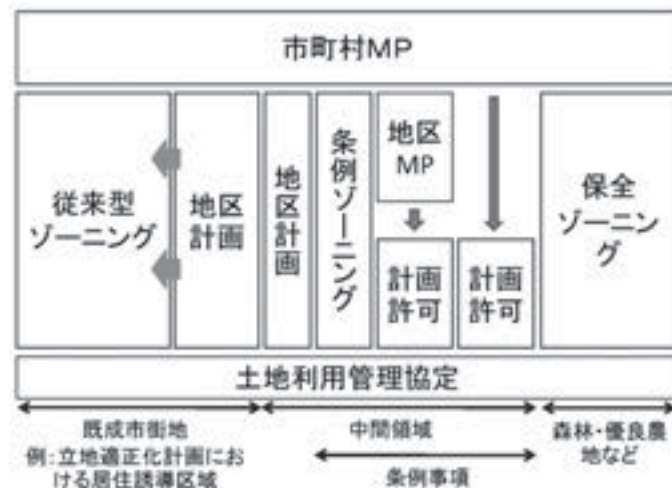 市町村MP
従来型
ゾーニング
地区
計画
地区計画
条例ゾーニング
地区
MP
計画
許可
計画
許可
保全
ゾーニン
グ
土地利用管理協定
既成市街地
例:立地適正化計画にお
ける居住誘導区域
中間領域
条例事項
森林・優良農
地など